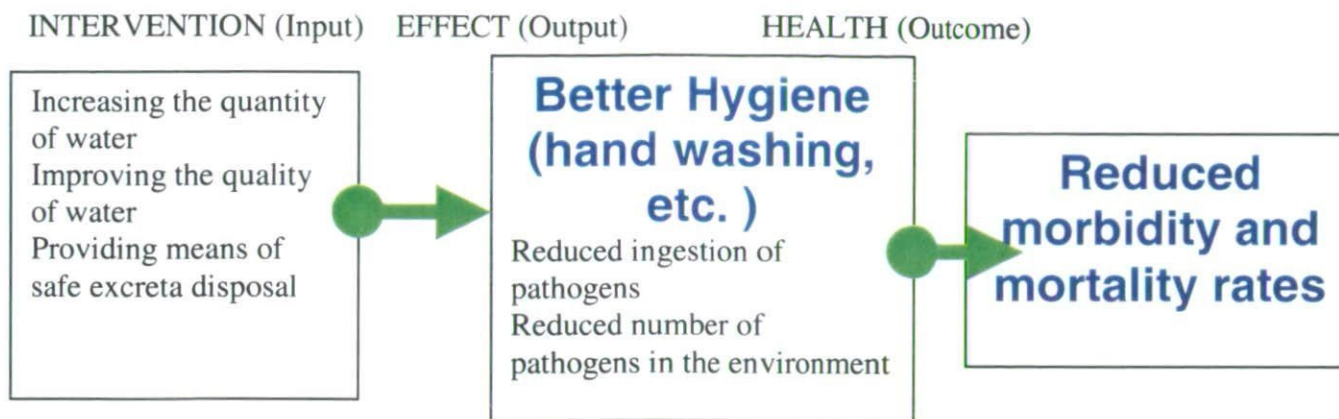 INTERVENTION (Input) EFFECT (Output) HEALTH (Outcome)
Increasing the quantity
of water
Improving the quality
of water
Providing means of
safe excreta disposal
Better Hygiene
(hand washing,
etc. )
Reduced ingestion of
pathogens
Reduced number of
pathogens in the environment
Reduced
morbidity and
mortality rates